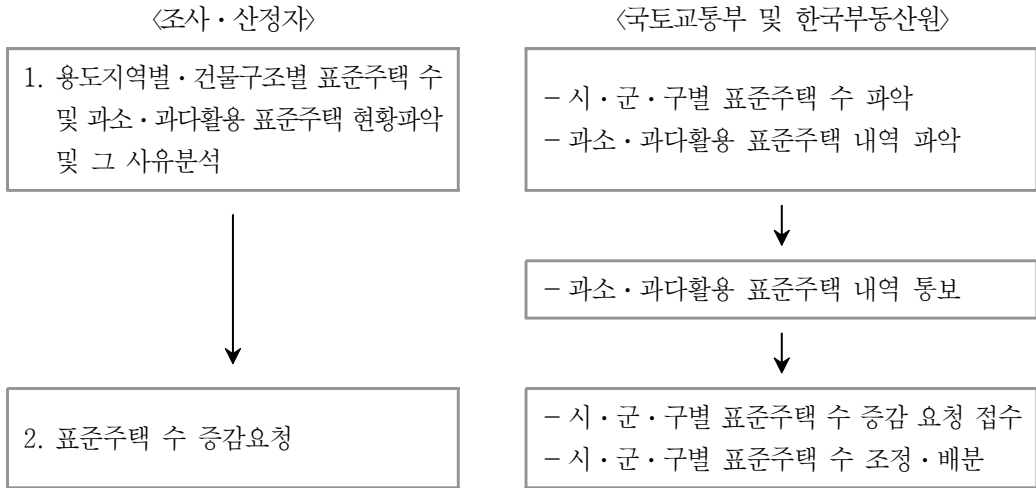 〈조사・산정자〉
1. 용도지역별・건물구조별 표준주택 수
및 과소・과다활용 표준주택 현황파악
및 그 사유분석
2. 표준주택 수 증감요청
〈국토교통부 및 한국부동산원〉
- 시・군・구별 표준주택 수 파악
- 과소・과다활용 표준주택 내역 파악
- 과소・과다활용 표준주택 내역 통보
- 시・군・구별 표준주택 수 증감 요청 접수
- 시・군・구별 표준주택 수 조정・배분